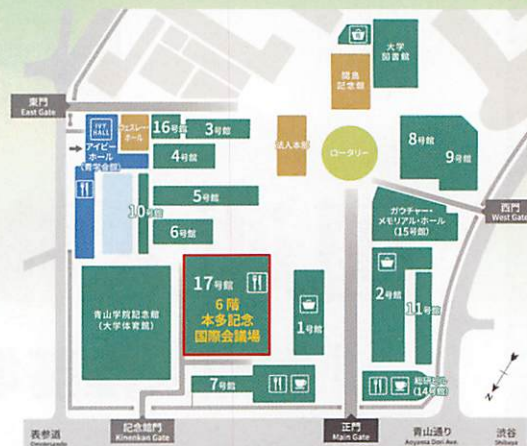 大学
図書館
間島
記念館
東門
East Gate
IVY
HALL
アイビー
ホール
(青学会館)
フェスレー・
ホール
16号館
3号館
4号館
法人本部
ロータリー
8号館
9号館
5号館
10号館
6号館
ガウチャー・
メモリアル・ホール
(15号館)
西門
West Gate
青山学院記念館
(大学体育館)
17号館
6階
本多記念
国際会議場
1号館
2号館
11号館
7号館
総研ビル
(14号館)
N
表参道
Omotesando
記念館門
Kinenkan Gate
正門
Main Gate
青山通り
Aoyama Dori Ave.
渋谷
Shibuya